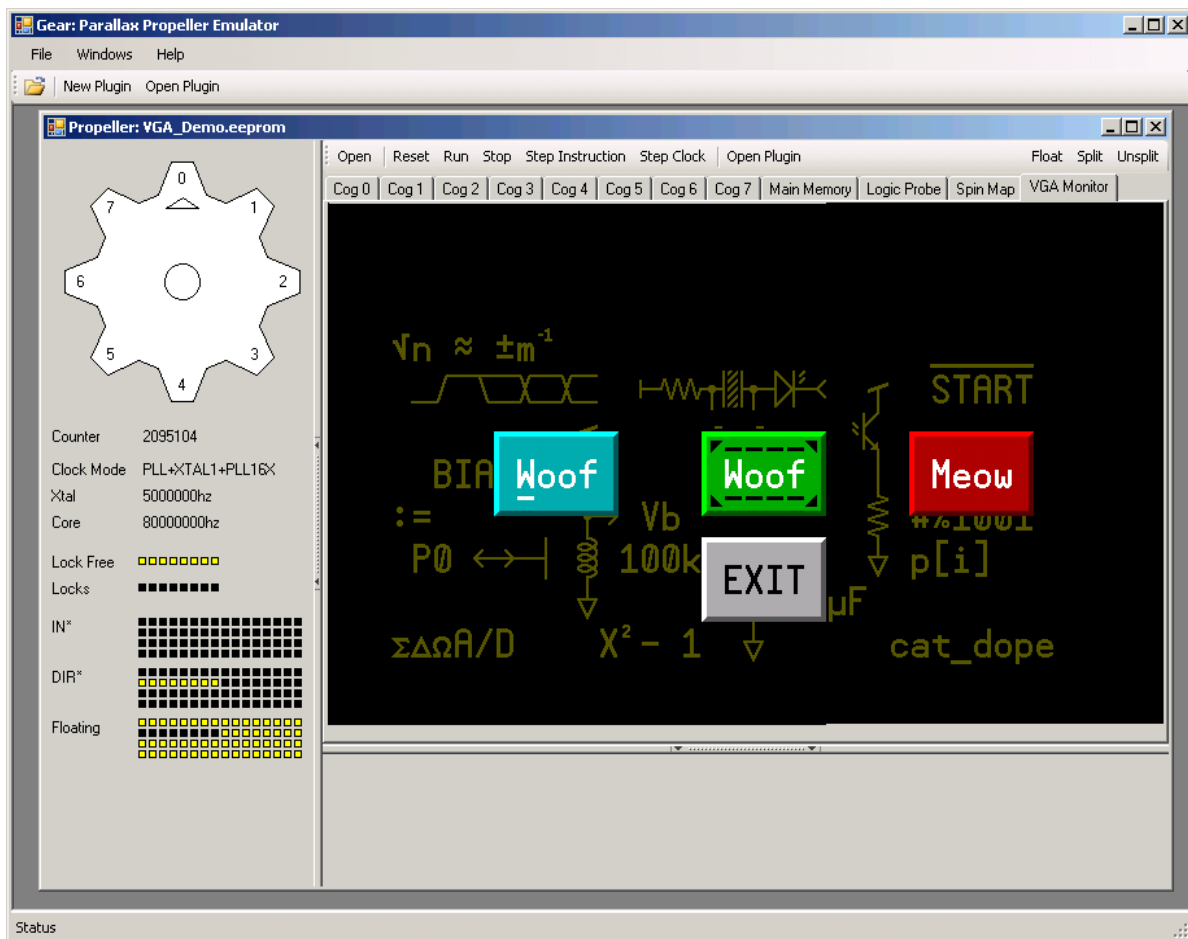 Gear: Parallax Propeller Emulator
File Windows Help
New Plugin Open Plugin
Propeller: VGA_Demo.eeprom
Open Reset Run Stop Step Instruction Step Clock Open Plugin Float Split Unsplit
Cog 0 Cog 1 Cog 2 Cog 3 Cog 4 Cog 5 Cog 6 Cog 7 Main Memory Logic Probe Spin Map VGA Monitor
0
7 1
6 2
5 3
4
Counter 2095104
Clock Mode PLL+XTAL1+PLL16X
Xtal 5000000hz
Core 80000000hz
Lock Free
Locks
IN*
DIR*
Floating
√n ≈ ±m⁻¹
START
BIA Woof Woof Meow
:= Vb #%1001
P0 100k p[i]
EXIT
µF
ΣΔΩA/D X² - 1 cat_dope
Status